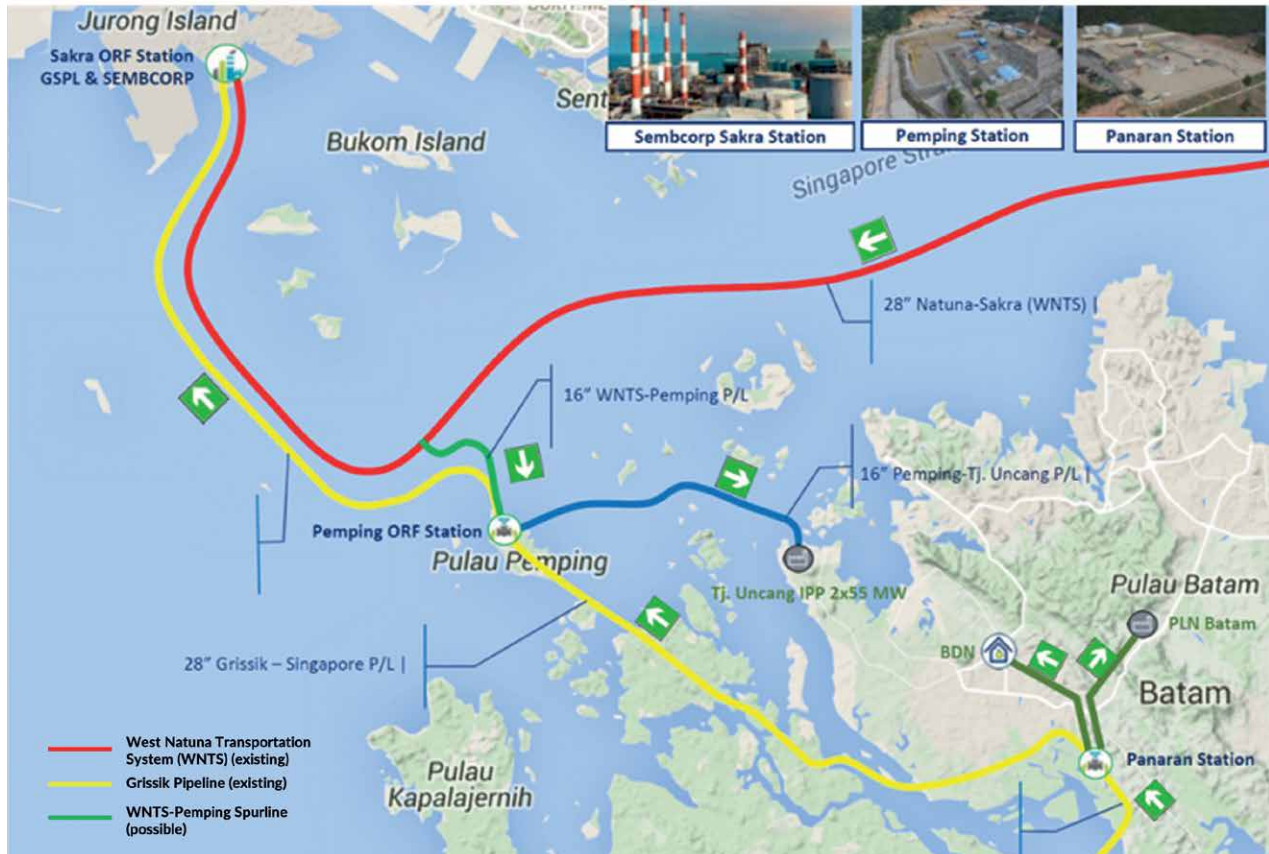 Jurong Island
Sakra ORF Station
GSPL & SEMBCORP
Bukom Island
Sent
Sembcorp Sakra Station
Pemping Station
Panaran Station
Singapore
28” Natuna-Sakra (WNTS) |
16” WNTS-Pemping P/L
16” Pemping-Tj. Uncang P/L |
Pemping ORF Station
Pulau Pemping
Tj. Uncang IPP 2x55 MW
Pulau Batam
PLN Batam
BDN
28” Grissik – Singapore P/L |
Batam
Panaran Station
Pulau
Kapalajernih
West Natuna Transportation
System (WNTS) (existing)
Grissik Pipeline (existing)
WNTS-Pemping Spurline
(possible)